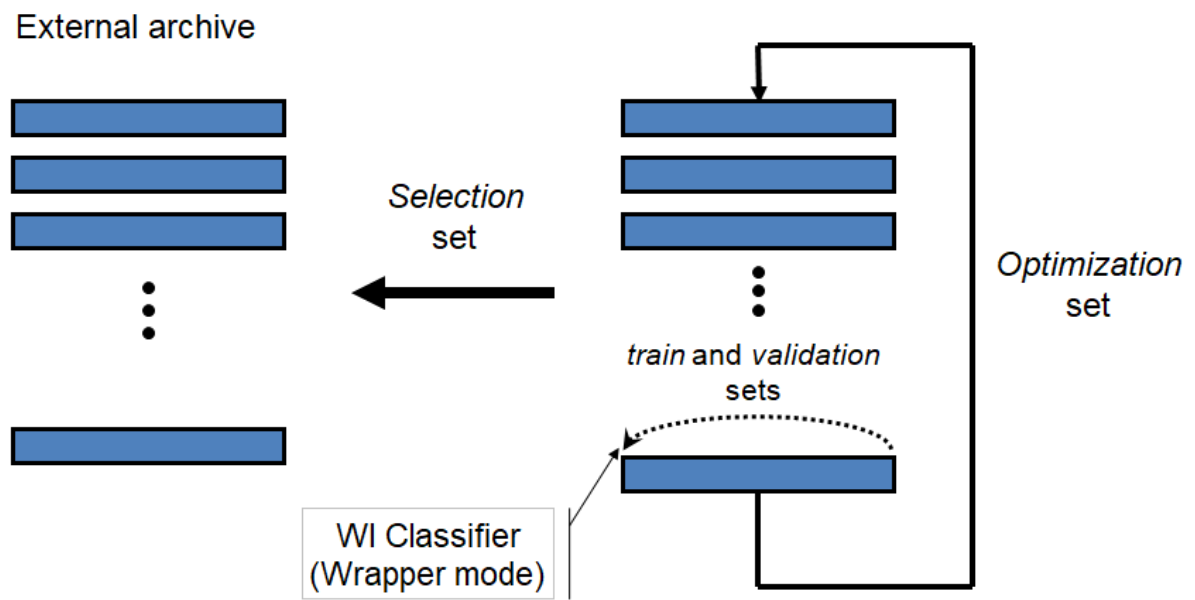 External archive
Selection
set
Optimization
set
train and validation
sets
WI Classifier
(Wrapper mode)